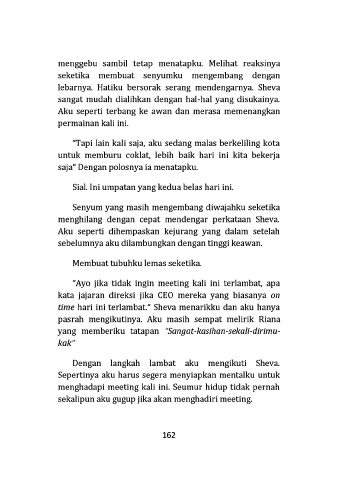 menggebu sambil tetap menatapku. Melihat reaksinya
seketika membuat senyumku mengembang dengan
lebarnya. Hatiku bersorak serang mendengarnya. Sheva
sangat mudah dialihkan dengan hal-hal yang disukainya.
Aku seperti terbang ke awan dan merasa memenangkan
permainan kali ini.
“Tapi lain kali saja, aku sedang malas berkeliling kota
untuk memburu coklat, lebih baik hari ini kita bekerja
saja” Dengan polosnya ia menatapku.
Sial. Ini umpatan yang kedua belas hari ini.
Senyum yang masih mengembang diwajahku seketika
menghilang dengan cepat mendengar perkataan Sheva.
Aku seperti dihempaskan kejurang yang dalam setelah
sebelumnya aku dilambungkan dengan tinggi keawan.
Membuat tubuhku lemas seketika.
“Ayo jika tidak ingin meeting kali ini terlambat, apa
kata jajaran direksi jika CEO mereka yang biasanya on
time hari ini terlambat.” Sheva menarikku dan aku hanya
pasrah mengikutinya. Aku masih sempat melirik Riana
yang memberiku tatapan “Sangat-kasihan-sekali-dirimu-
kak”
Dengan langkah lambat aku mengikuti Sheva.
Sepertinya aku harus segera menyiapkan mentalku untuk
menghadapi meeting kali ini. Seumur hidup tidak pernah
sekalipun aku gugup jika akan menghadiri meeting.
162